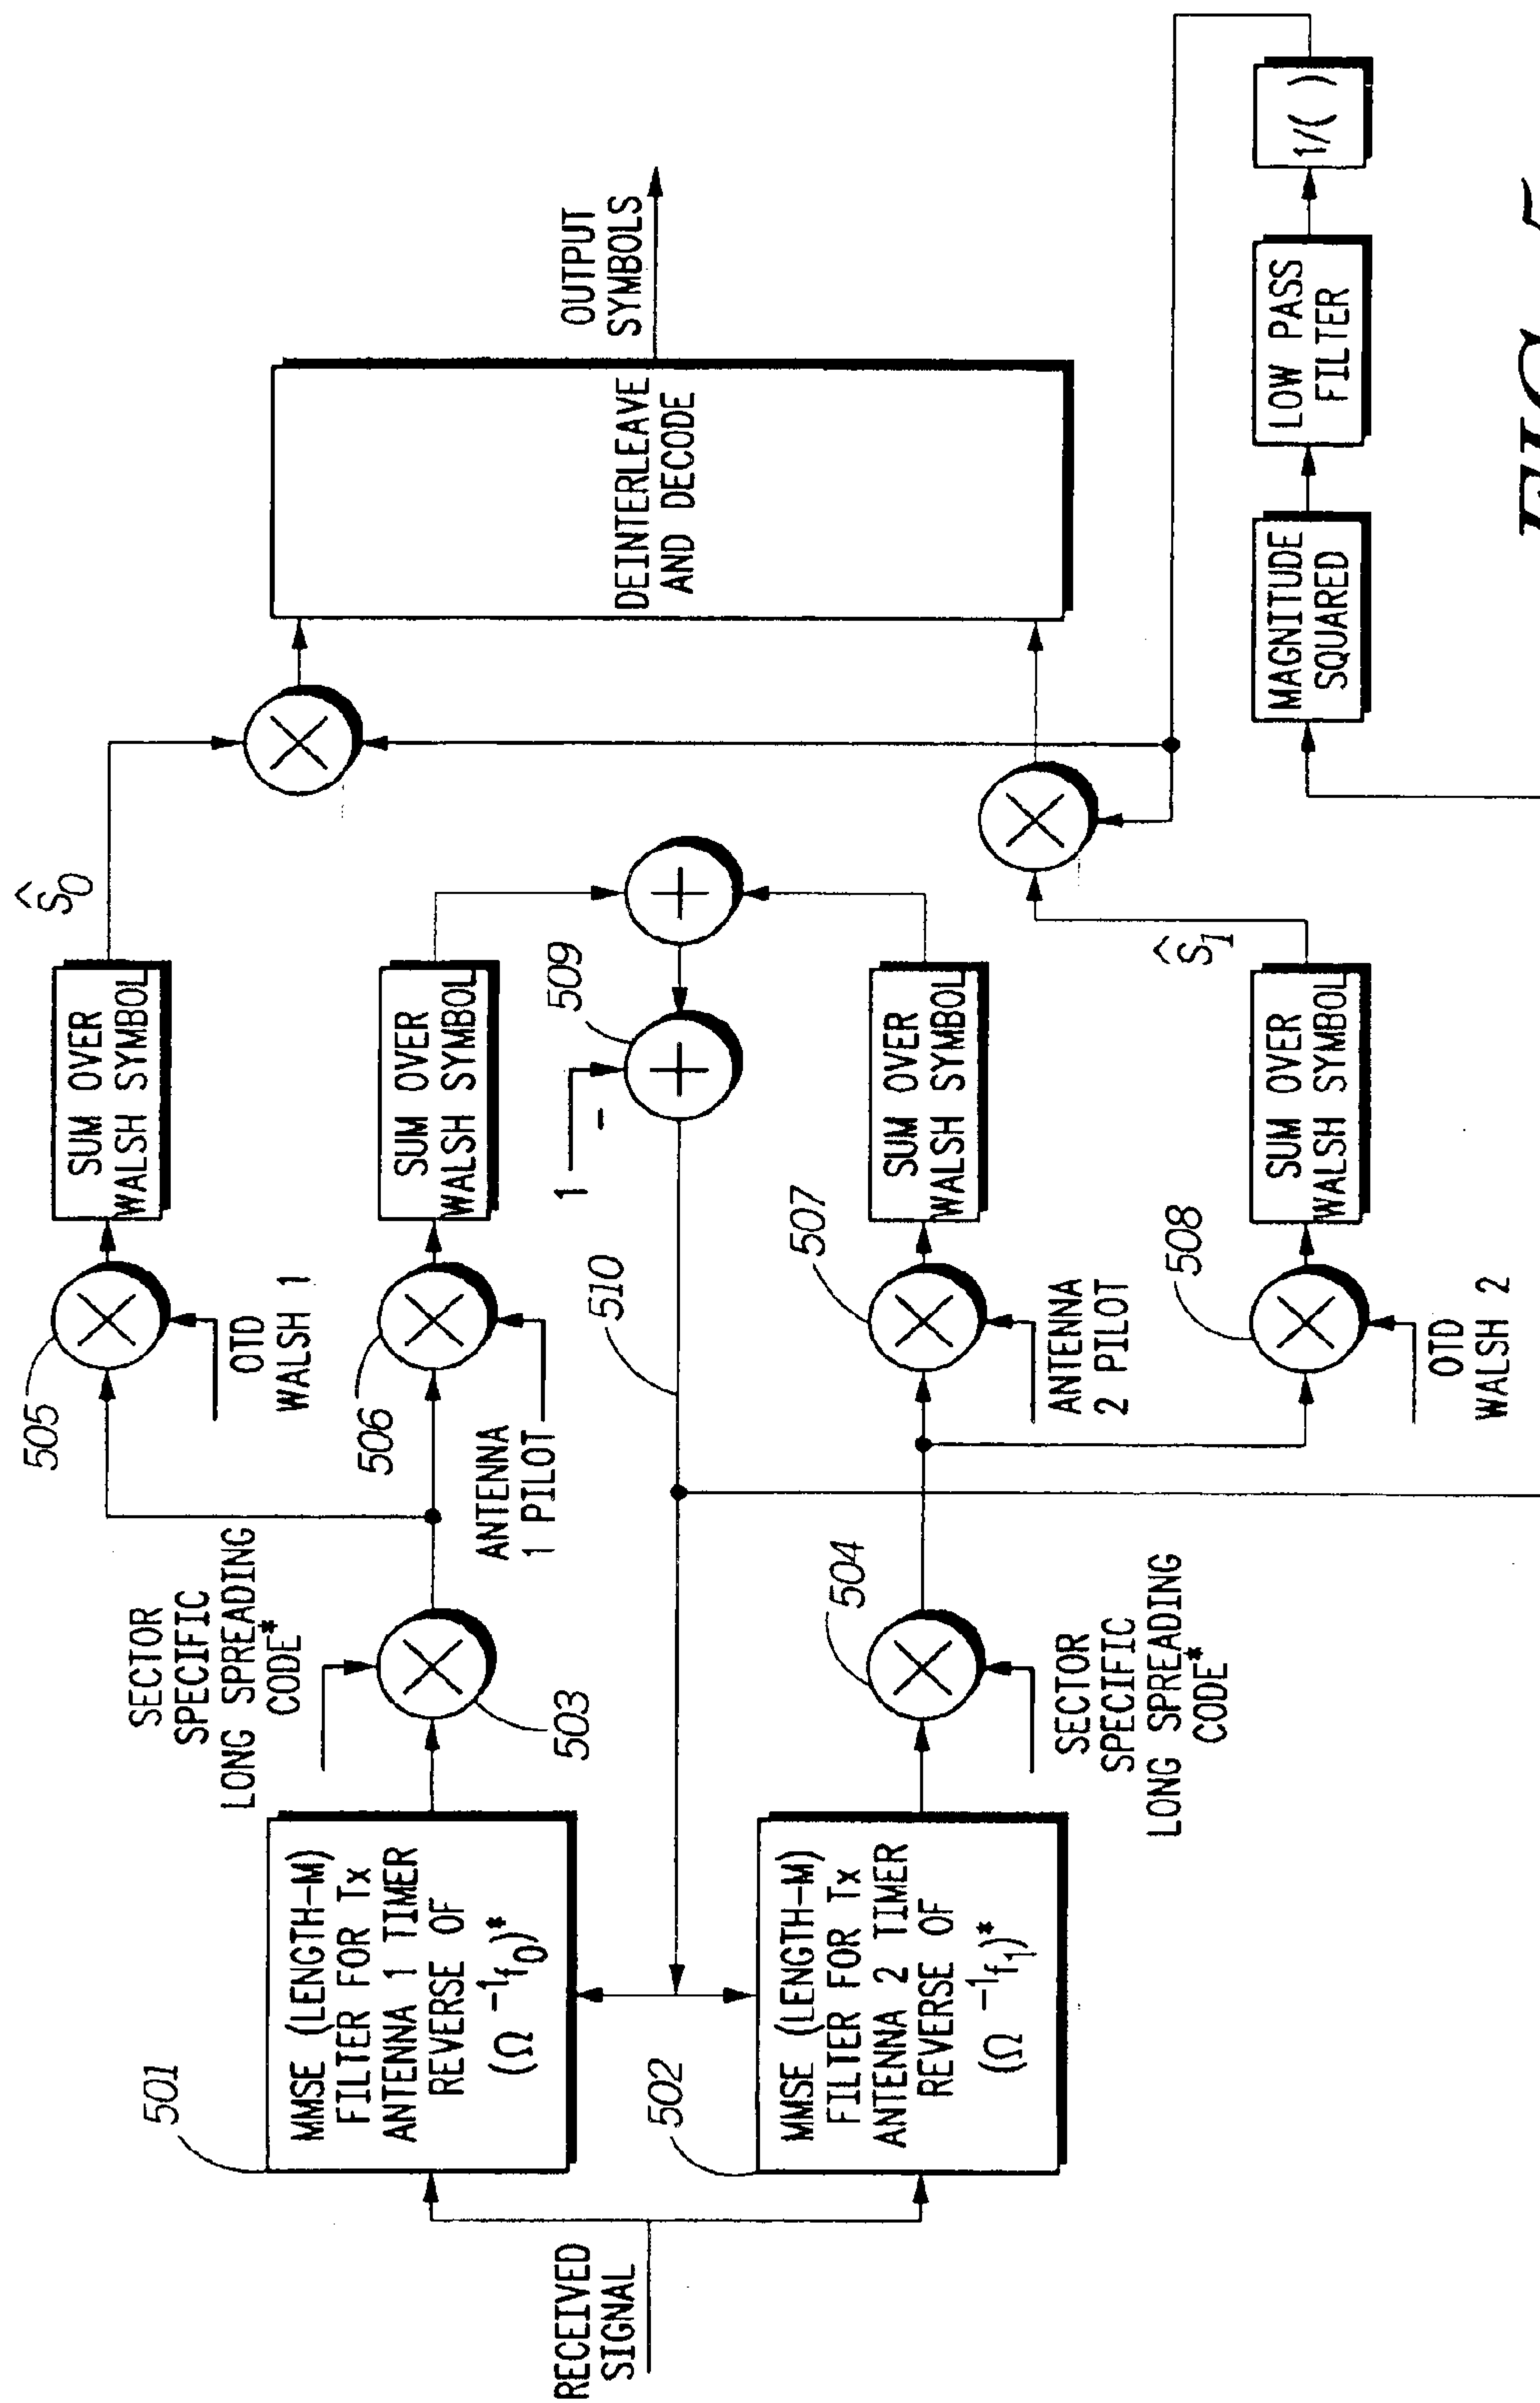 RECEIVED
SIGNAL
501
MMSE (LENGTH-M)
FILTER FOR Tx
ANTENNA 1 TIMER
REVERSE OF
(Ω⁻¹f₀)*
502
MMSE (LENGTH-M)
FILTER FOR Tx
ANTENNA 2 TIMER
REVERSE OF
(Ω⁻¹f₁)*
SECTOR
SPECIFIC
LONG SPREADING
CODE*
503
504
SECTOR
SPECIFIC
LONG SPREADING
CODE*
505
OTD
WALSH 1
506
ANTENNA
1 PILOT
510
507
ANTENNA
2 PILOT
508
OTD
WALSH 2
SUM OVER
WALSH SYMBOL
SUM OVER
WALSH SYMBOL
1
-
509
SUM OVER
WALSH SYMBOL
SUM OVER
WALSH SYMBOL
Ŝ₀
Ŝ₁
DEINTERLEAVE
AND DECODE
OUTPUT
SYMBOLS
MAGNITUDE
SQUARED
LOW PASS
FILTER
1/( )